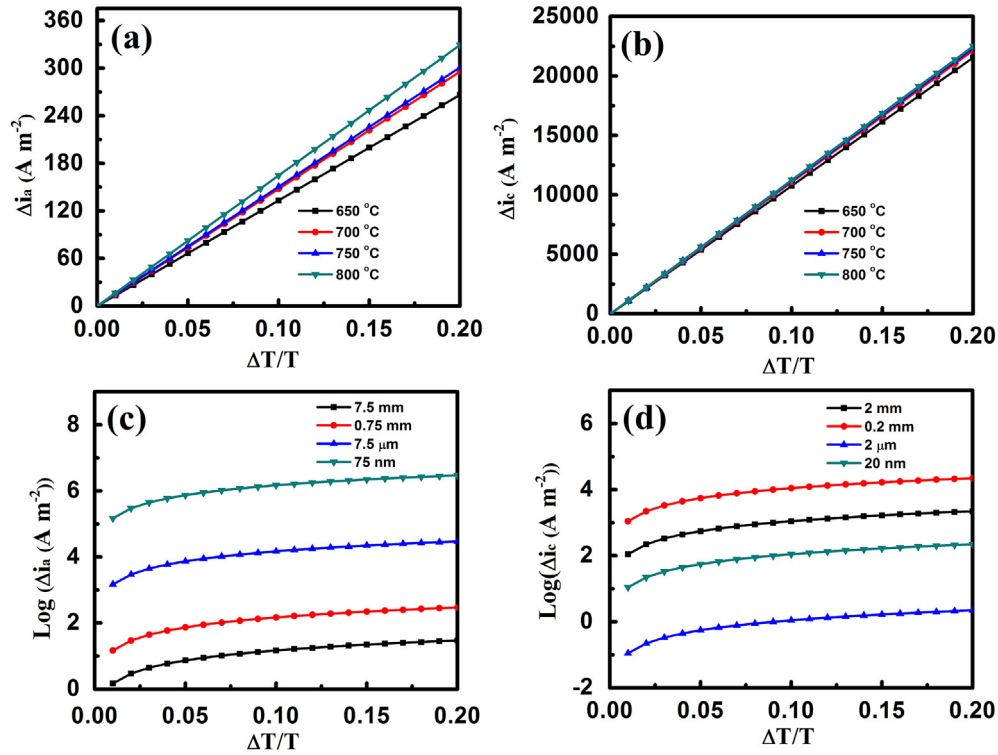 (a)
Δia (A m-2)
360
300
240
180
120
60
0
650 °C
700 °C
750 °C
800 °C
0.00 0.05 0.10 0.15 0.20
ΔT/T
(b)
Δic (A m-2)
25000
20000
15000
10000
5000
0
650 °C
700 °C
750 °C
800 °C
0.00 0.05 0.10 0.15 0.20
ΔT/T
(c)
Log (Δia (A m-2))
8
6
4
2
0
7.5 mm
0.75 mm
7.5 μm
75 nm
0.00 0.05 0.10 0.15 0.20
ΔT/T
(d)
Log(Δic (A m-2))
6
4
2
0
-2
2 mm
0.2 mm
2 μm
20 nm
0.00 0.05 0.10 0.15 0.20
ΔT/T